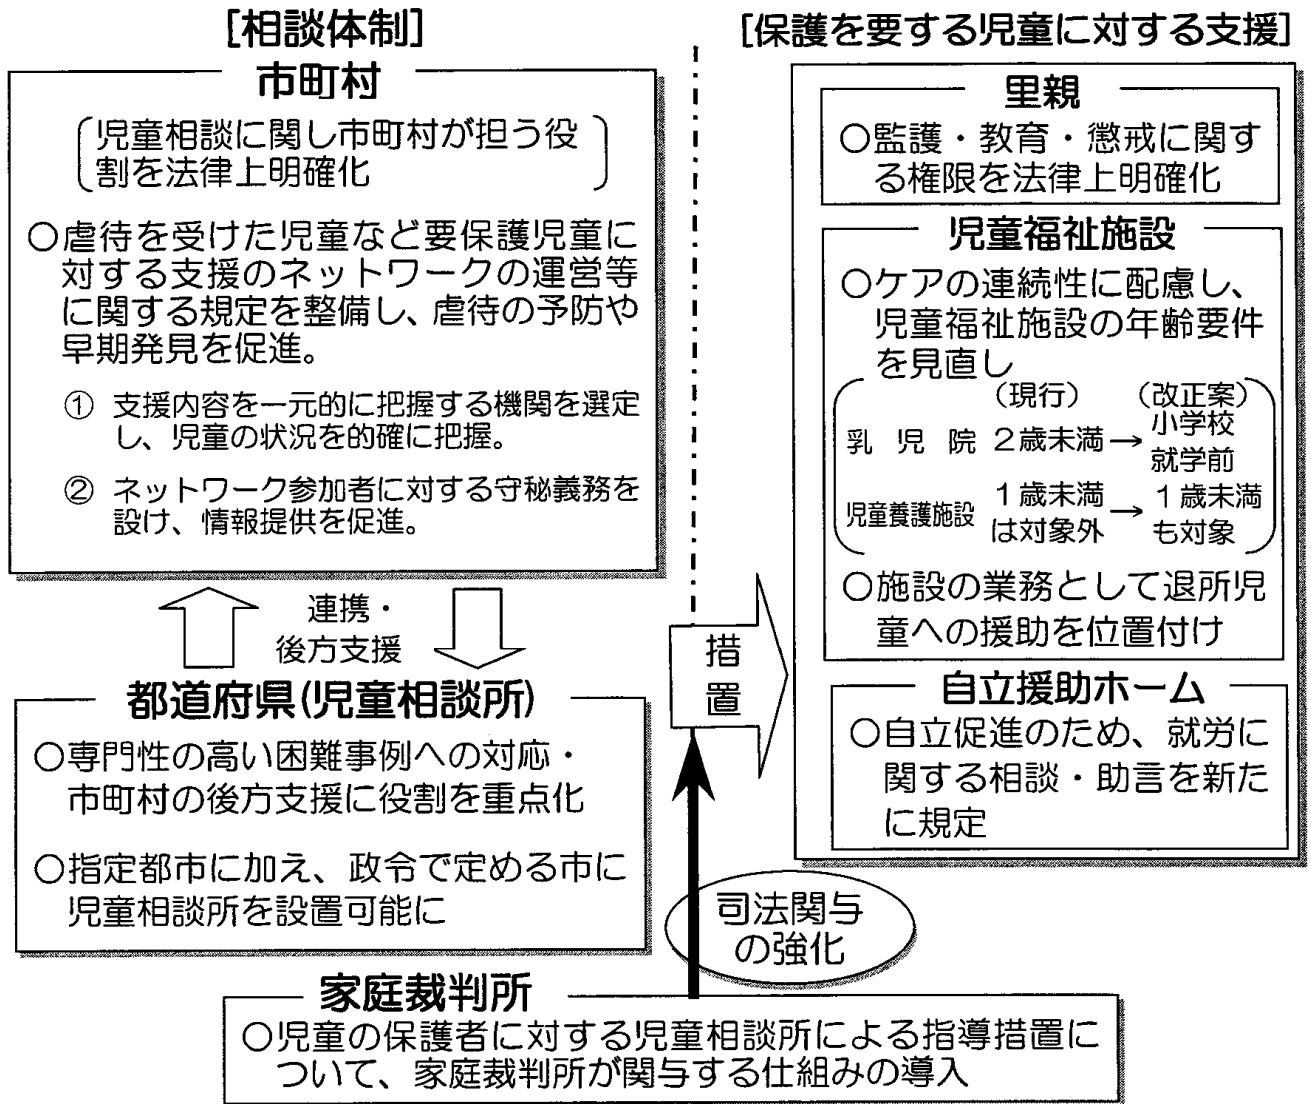 [相談体制]
市町村
児童相談に関し市町村が担う役
割を法律上明確化
○虐待を受けた児童など要保護児童に
対する支援のネットワークの運営等
に関する規定を整備し、虐待の予防や
早期発見を促進。
① 支援内容を一元的に把握する機関を選定
し、児童の状況を的確に把握。
② ネットワーク参加者に対する守秘義務を
設け、情報提供を促進。
連携・
後方支援
都道府県(児童相談所)
○専門性の高い困難事例への対応・
市町村の後方支援に役割を重点化
○指定都市に加え、政令で定める市に
児童相談所を設置可能に
措
置
司法関与
の強化
家庭裁判所
○児童の保護者に対する児童相談所による指導措置に
ついて、家庭裁判所が関与する仕組みの導入
[保護を要する児童に対する支援]
里親
○監護・教育・懲戒に関す
る権限を法律上明確化
児童福祉施設
○ケアの連続性に配慮し、
児童福祉施設の年齢要件
を見直し
(現行) (改正案)
乳児院 2歳未満→ 小学校
就学前
児童養護施設 1歳未満 → 1歳未満
は対象外 も対象
○施設の業務として退所児
童への援助を位置付け
自立援助ホーム
○自立促進のため、就労に
関する相談・助言を新た
に規定